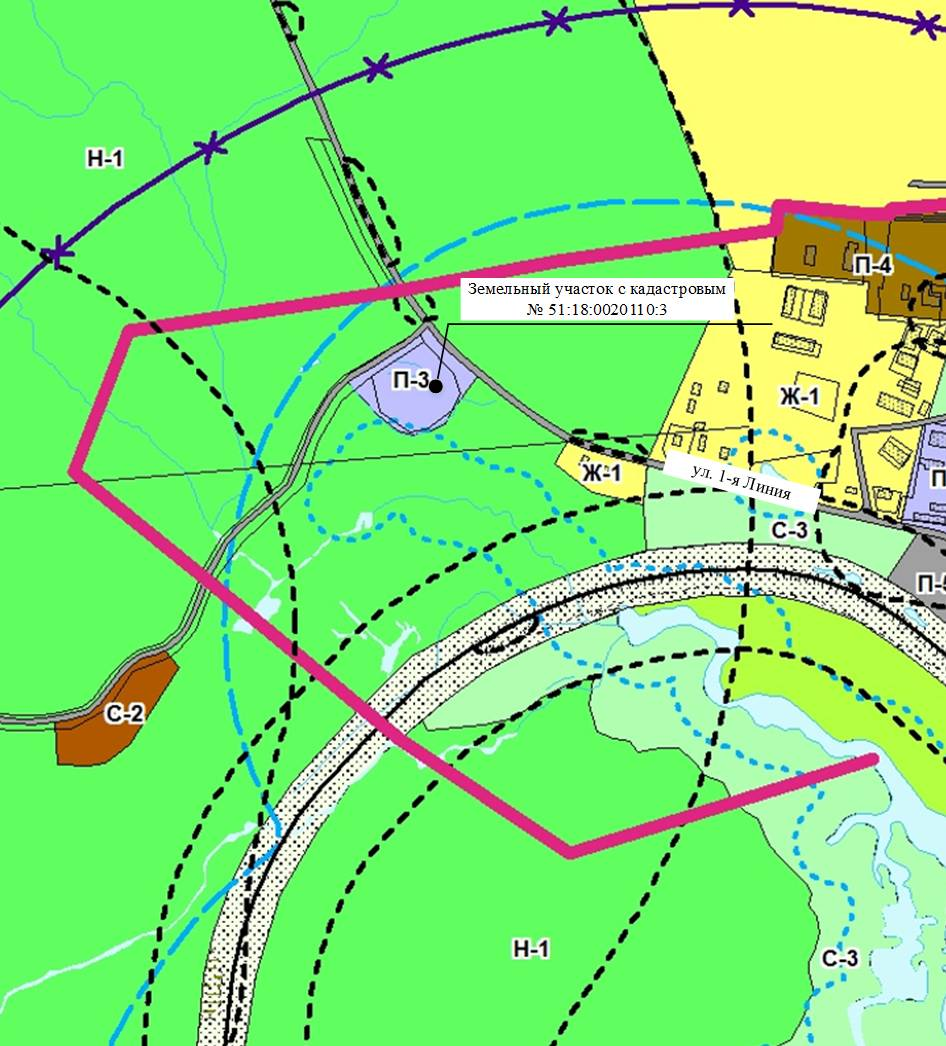 Н-1
П-4
Земельный участок с кадастровым
№ 51:18:0020110:3
П-3
Ж-1
Ж-1
ул. 1-я Линия
П
С-3
П-
С-2
Н-1
С-3